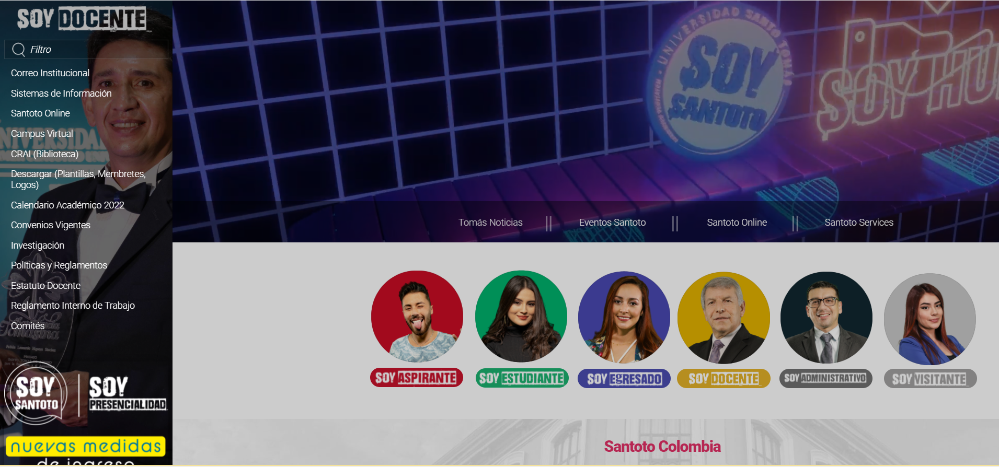 SOY DOCENTE
Filtro
Correo Institucional
Sistemas de Información
Santoto Online
Campus Virtual
CRAI (Biblioteca)
Descargar (Plantillas, Membretes,
Logos)
Calendario Académico 2022
Convenios Vigentes
Investigación
Políticas y Reglamentos
Estatuto Docente
Reglamento Interno de Trabajo
Comités
Tomasina
PREMIO
SOY
SANTOTO
SOY
PRESENCIALIDAD
nuevas medidas
de ingreso
UNIVERSIDAD SANTO TOMÁS
SOY
SANTOTO
SOY HU
Tomás Noticias
Eventos Santoto
Santoto Online
Santoto Services
SOY ASPIRANTE
SOY ESTUDIANTE
SOY EGRESADO
SOY DOCENTE
SOY ADMINISTRATIVO
SOY VISITANTE
Santoto Colombia